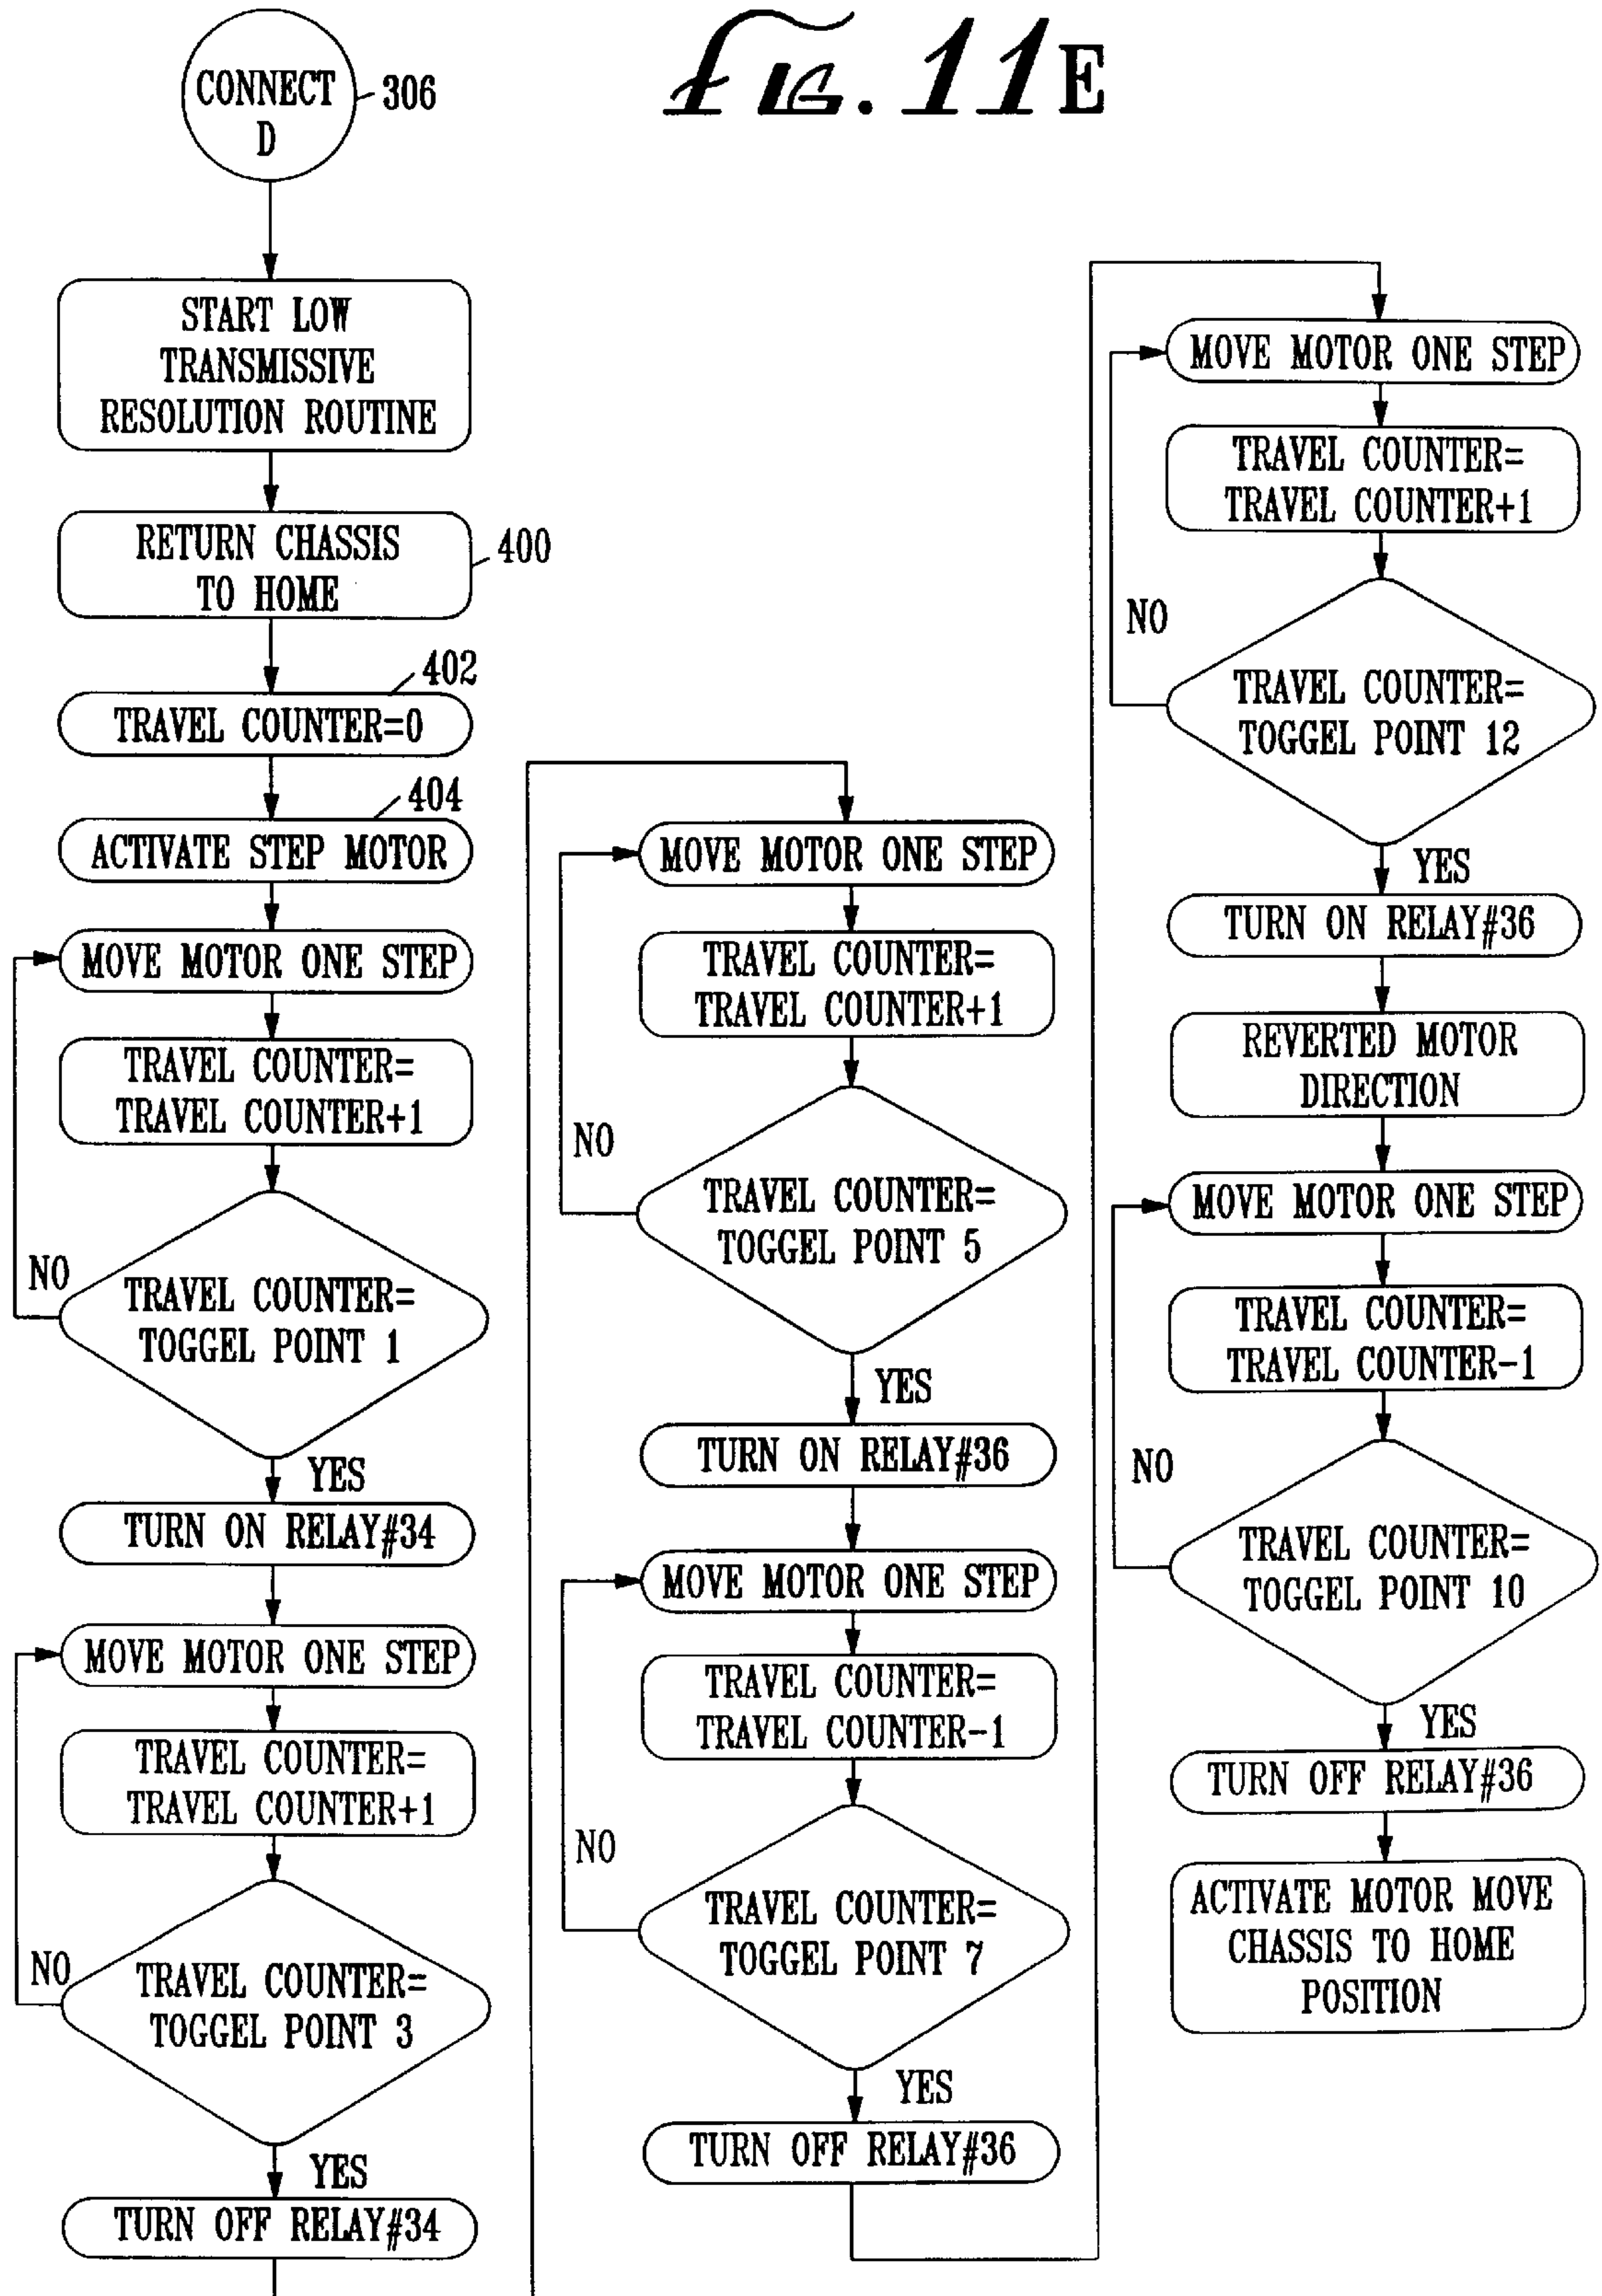 FIG. 11E
CONNECT
D
306
START LOW
TRANSMISSIVE
RESOLUTION ROUTINE
RETURN CHASSIS
TO HOME
400
402
TRAVEL COUNTER=0
404
ACTIVATE STEP MOTOR
MOVE MOTOR ONE STEP
TRAVEL COUNTER=
TRAVEL COUNTER+1
NO
TRAVEL COUNTER=
TOGGEL POINT 1
YES
TURN ON RELAY#34
MOVE MOTOR ONE STEP
TRAVEL COUNTER=
TRAVEL COUNTER+1
NO
TRAVEL COUNTER=
TOGGEL POINT 3
YES
TURN OFF RELAY#34
MOVE MOTOR ONE STEP
TRAVEL COUNTER=
TRAVEL COUNTER+1
NO
TRAVEL COUNTER=
TOGGEL POINT 5
YES
TURN ON RELAY#36
MOVE MOTOR ONE STEP
TRAVEL COUNTER=
TRAVEL COUNTER-1
NO
TRAVEL COUNTER=
TOGGEL POINT 7
YES
TURN OFF RELAY#36
MOVE MOTOR ONE STEP
TRAVEL COUNTER=
TRAVEL COUNTER+1
NO
TRAVEL COUNTER=
TOGGEL POINT 12
YES
TURN ON RELAY#36
REVERTED MOTOR
DIRECTION
MOVE MOTOR ONE STEP
TRAVEL COUNTER=
TRAVEL COUNTER-1
NO
TRAVEL COUNTER=
TOGGEL POINT 10
YES
TURN OFF RELAY#36
ACTIVATE MOTOR MOVE
CHASSIS TO HOME
POSITION